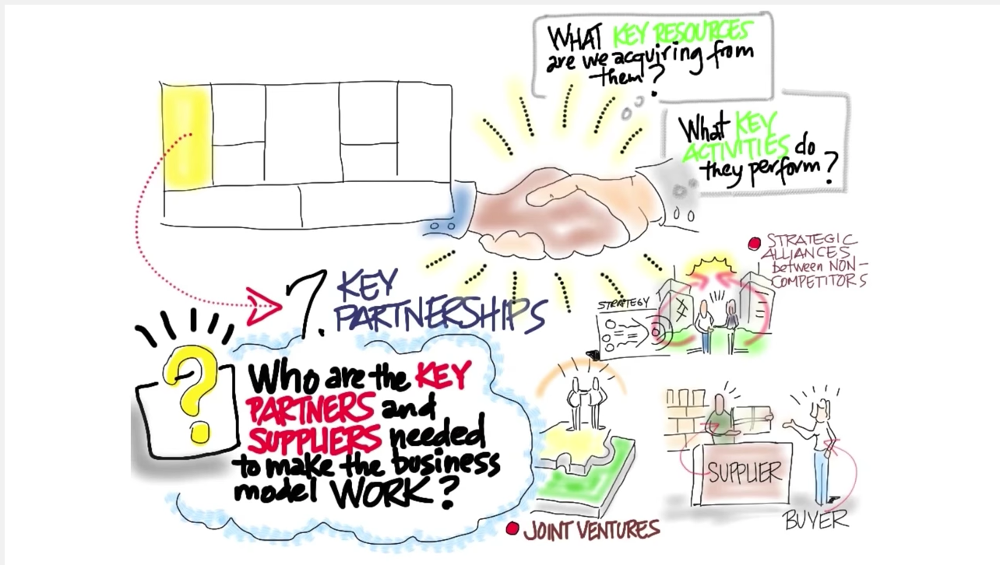 WHAT KEY RESOURCES
are we acquiring from
them?
What KEY
ACTIVITIES do
they perform?
7. KEY
PARTNERSHIPS
?
Who are the KEY
PARTNERS and
SUPPLIERS needed
to make the business
model WORK?
STRATEGIC
ALLIANCES
between NON-
COMPETITORS
STRATEGY
JOINT VENTURES
SUPPLIER
BUYER